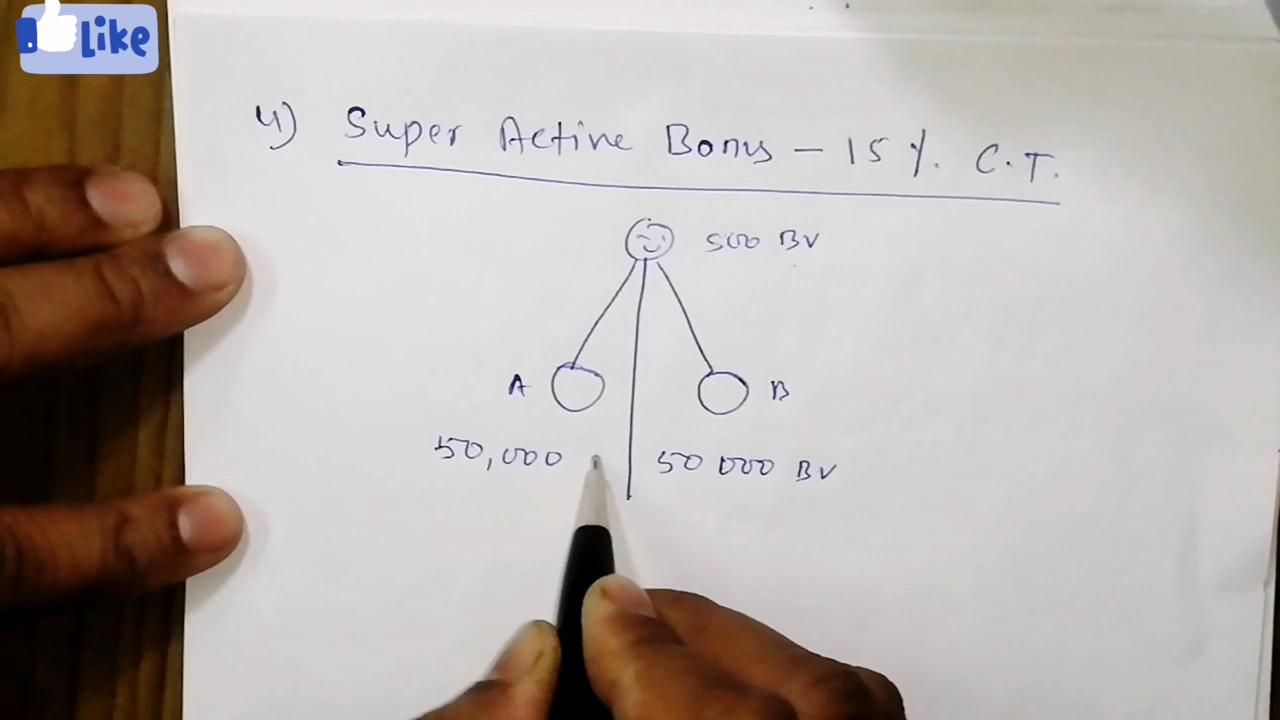 Like
4) Super Active Bonus - 15 %. C.T.
500 BV
A B
50,000 50 000 BV